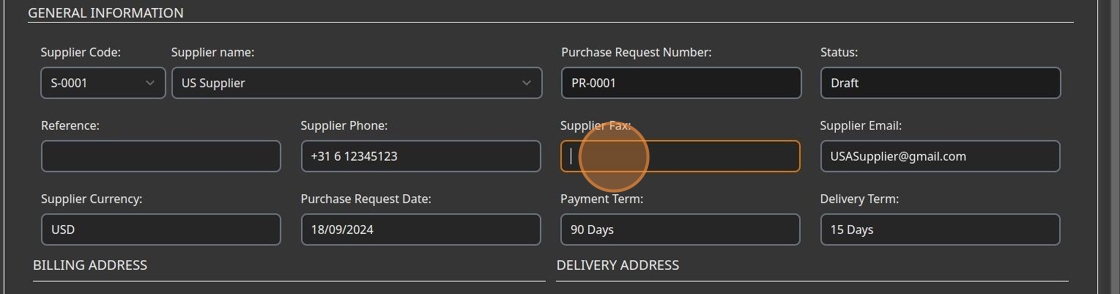 GENERAL INFORMATION
Supplier Code: Supplier name: Purchase Request Number: Status:
S-0001 US Supplier PR-0001 Draft
Reference: Supplier Phone: Supplier Fax: Supplier Email:
+31 6 12345123 USASupplier@gmail.com
Supplier Currency: Purchase Request Date: Payment Term: Delivery Term:
USD 18/09/2024 90 Days 15 Days
BILLING ADDRESS DELIVERY ADDRESS